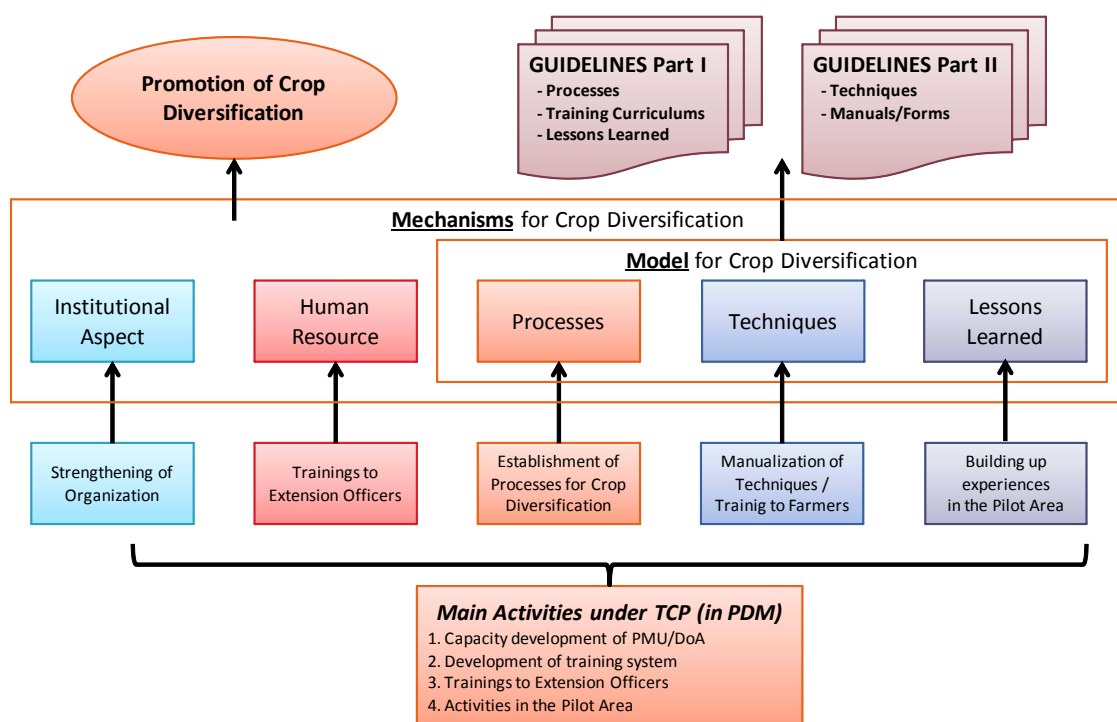 Promotion of Crop
Diversification
GUIDELINES Part I
- Processes
- Training Curriculums
- Lessons Learned
GUIDELINES Part II
- Techniques
- Manuals/Forms
Mechanisms for Crop Diversification
Model for Crop Diversification
Institutional
Aspect
Human
Resource
Processes
Techniques
Lessons
Learned
Strengthening of
Organization
Trainings to
Extension Officers
Establishment of
Processes for Crop
Diversification
Manualization of
Techniques /
Trainig to Farmers
Building up
experiences
in the Pilot Area
Main Activities under TCP (in PDM)
1. Capacity development of PMU/DoA
2. Development of training system
3. Trainings to Extension Officers
4. Activities in the Pilot Area